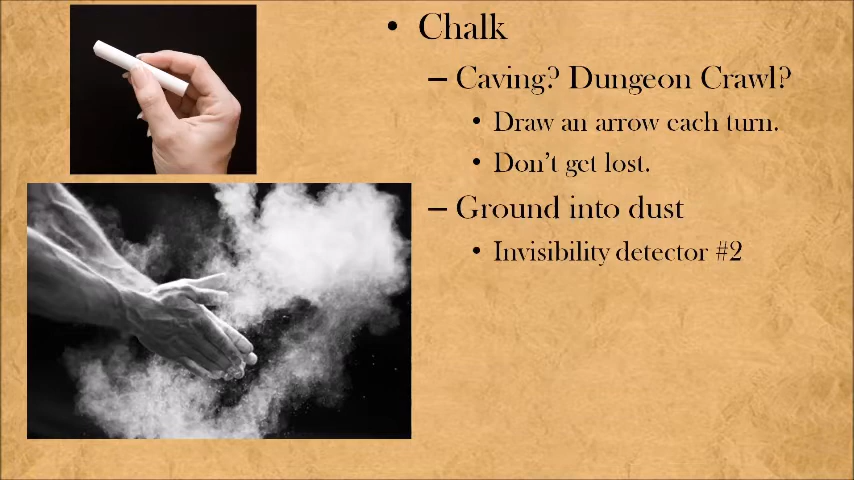 • Chalk
– Caving? Dungeon Crawl?
• Draw an arrow each turn.
• Don't get lost.
– Ground into dust
• Invisibility detector #2